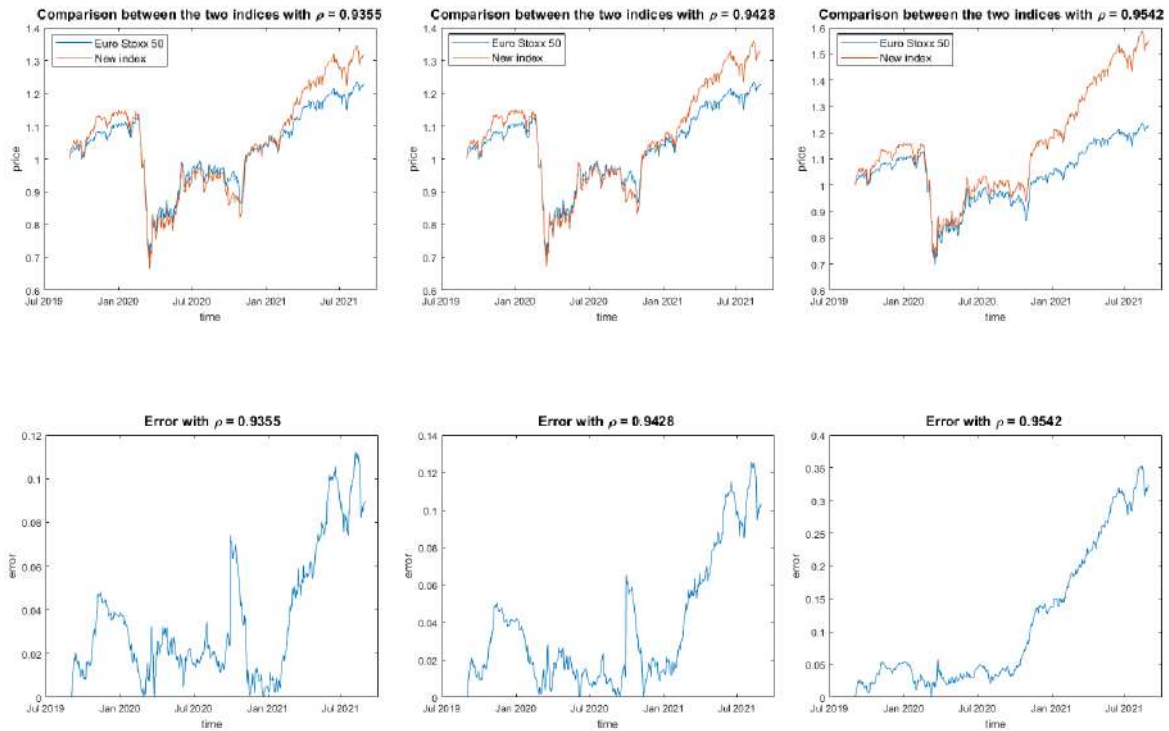 Comparison between the two indices with ρ = 0.9355
Euro Stoxx 50
New index
1.4
1.3
1.2
1.1
1
0.9
0.8
0.7
0.6
price
Jul 2019
Jan 2020
Jul 2020
Jan 2021
Jul 2021
time
Comparison between the two indices with ρ = 0.9428
Euro Stoxx 50
New index
1.4
1.3
1.2
1.1
1
0.9
0.8
0.7
0.6
price
Jul 2019
Jan 2020
Jul 2020
Jan 2021
Jul 2021
time
Comparison between the two indices with ρ = 0.9542
Euro Stoxx 50
New index
1.6
1.5
1.4
1.3
1.2
1.1
1
0.9
0.8
0.7
0.6
price
Jul 2019
Jan 2020
Jul 2020
Jan 2021
Jul 2021
time
Error with ρ = 0.9355
0.12
0.1
0.08
0.06
0.04
0.02
0
error
Jul 2019
Jan 2020
Jul 2020
Jan 2021
Jul 2021
time
Error with ρ = 0.9428
0.14
0.12
0.1
0.08
0.06
0.04
0.02
0
error
Jul 2019
Jan 2020
Jul 2020
Jan 2021
Jul 2021
time
Error with ρ = 0.9542
0.4
0.35
0.3
0.25
0.2
0.15
0.1
0.05
0
error
Jul 2019
Jan 2020
Jul 2020
Jan 2021
Jul 2021
time